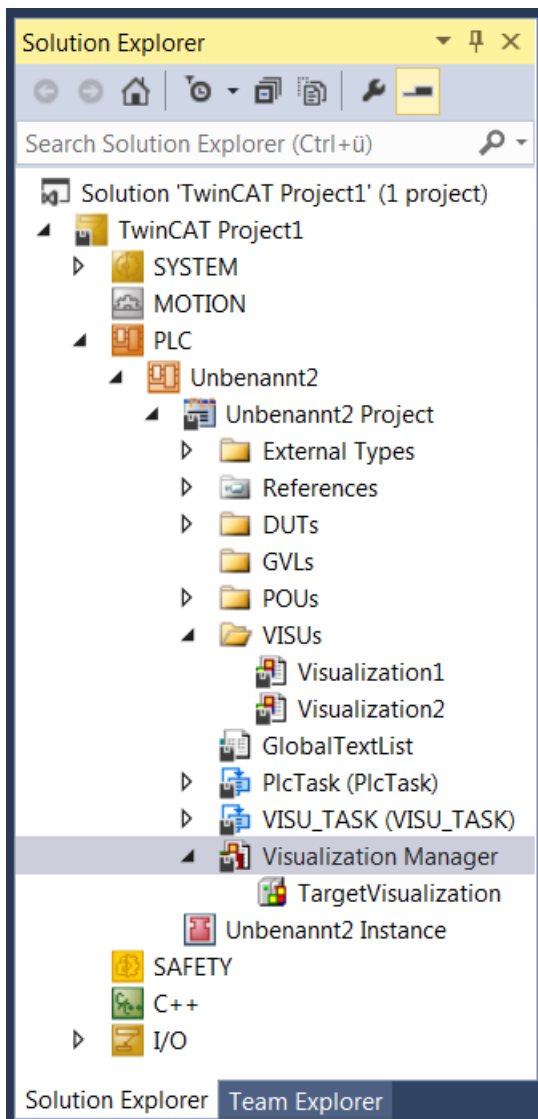 Solution Explorer
Search Solution Explorer (Ctrl+ü)
Solution 'TwinCAT Project1' (1 project)
TwinCAT Project1
SYSTEM
MOTION
PLC
Unbenannt2
Unbenannt2 Project
External Types
References
DUTs
GVLs
POUs
VISUs
Visualization1
Visualization2
GlobalTextList
PlcTask (PlcTask)
VISU_TASK (VISU_TASK)
Visualization Manager
TargetVisualization
Unbenannt2 Instance
SAFETY
C++
I/O
Solution Explorer Team Explorer